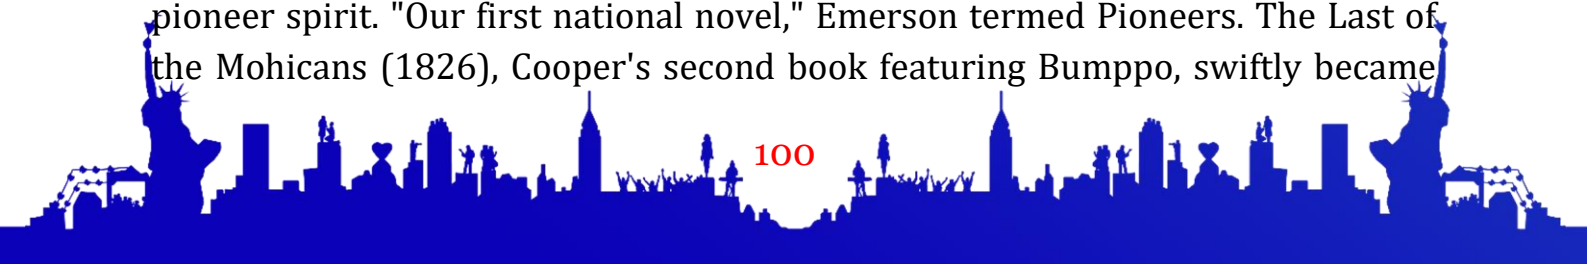 pioneer spirit. "Our first national novel," Emerson termed Pioneers. The Last of
the Mohicans (1826), Cooper's second book featuring Bumppo, swiftly became
100